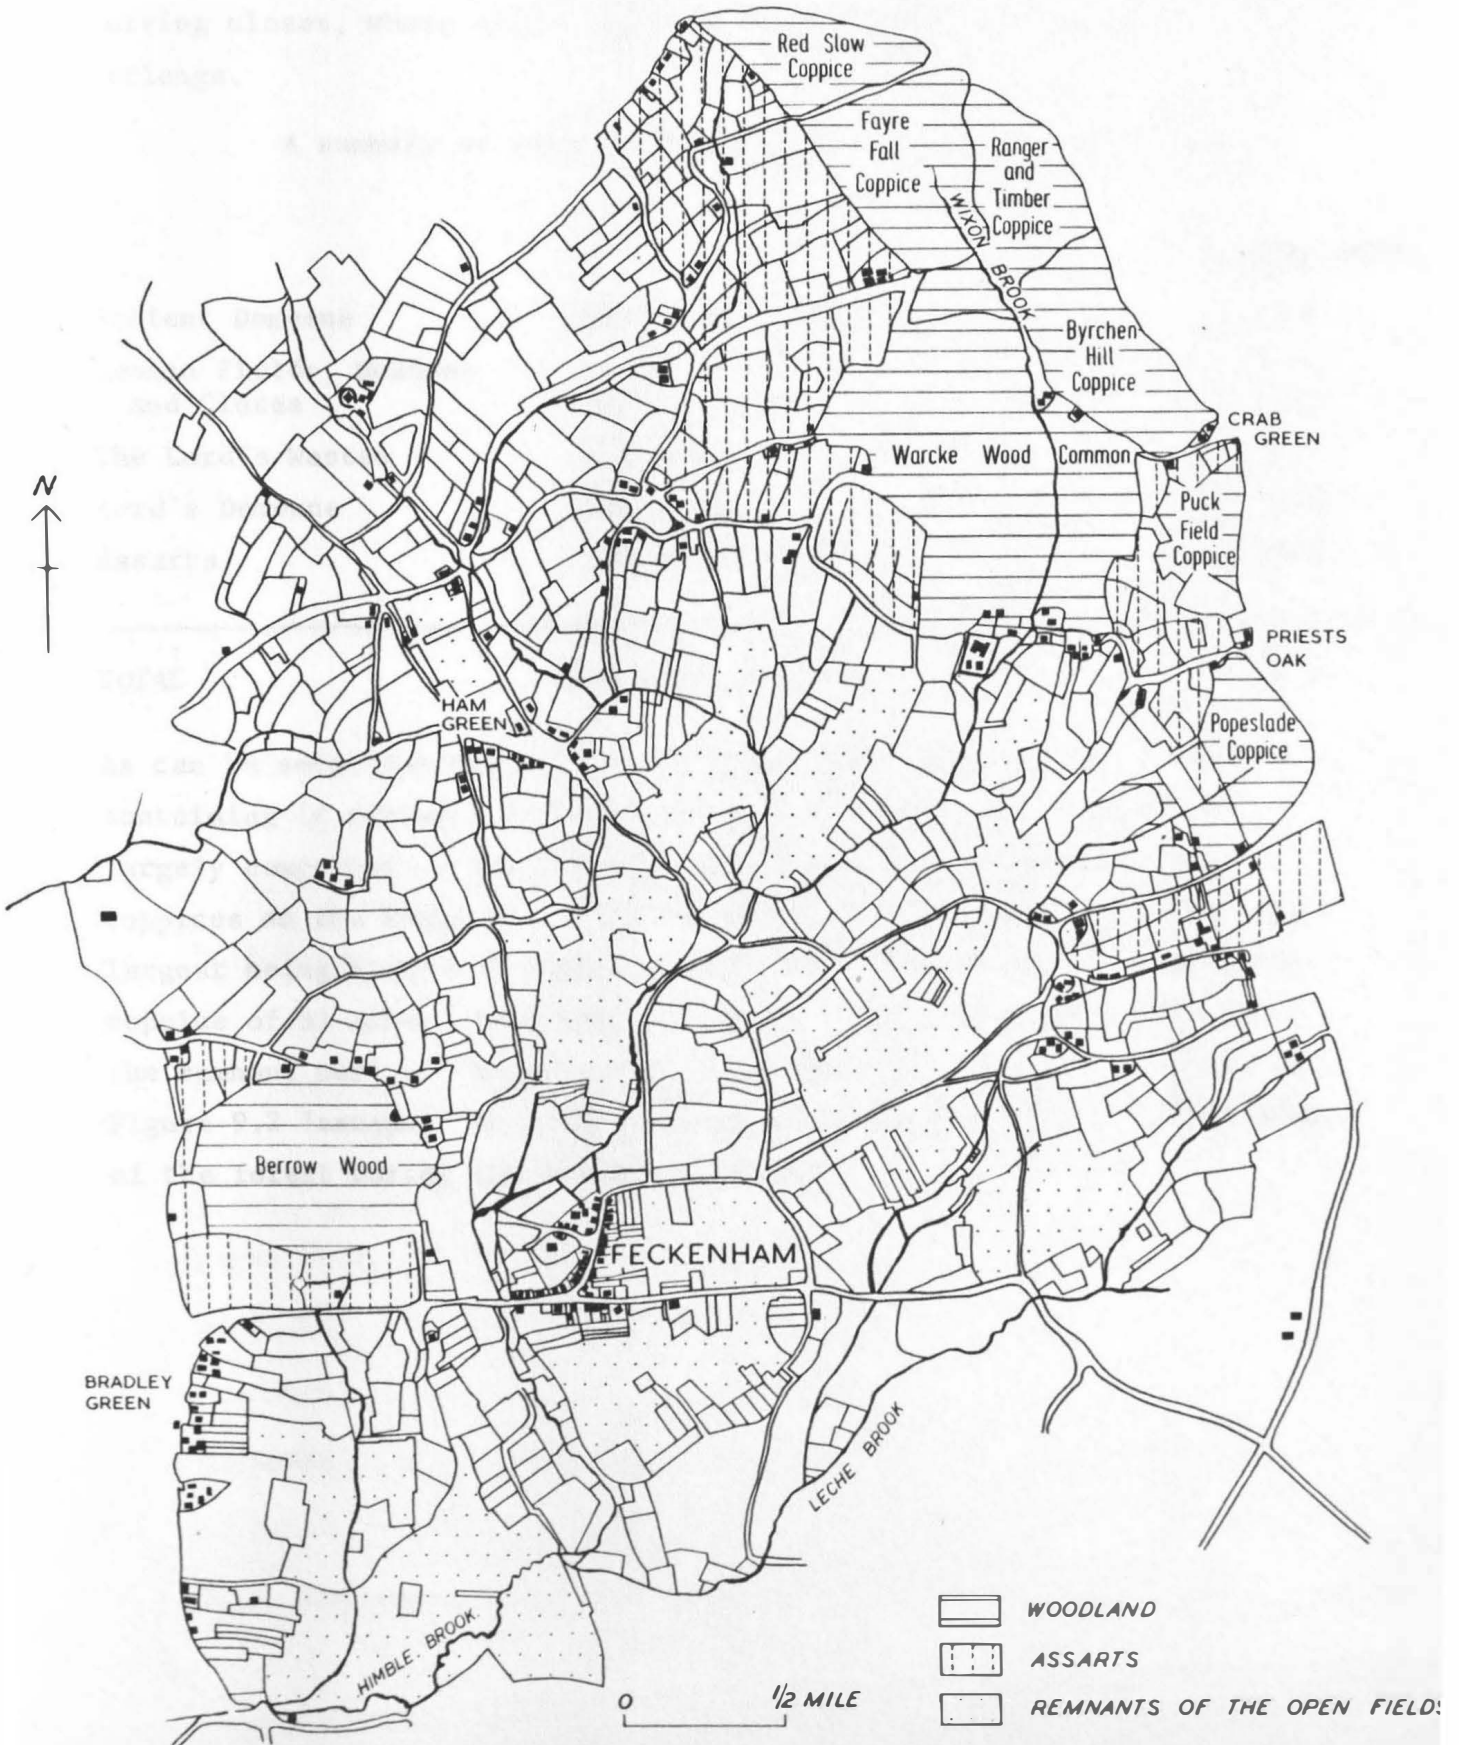 Red Slow
Coppice
Fayre
Fall
Coppice
Ranger
and
Timber
Coppice
WIXON BROOK
Byrchen
Hill
Coppice
CRAB
GREEN
Warcke Wood Common
N
Puck
Field
Coppice
PRIESTS
OAK
HAM
GREEN
Popeslade
Coppice
Berrow Wood
FECKENHAM
BRADLEY
GREEN
LECHE BROOK
HIMBLE BROOK
0 1/2 MILE
WOODLAND
ASSARTS
REMNANTS OF THE OPEN FIELDS